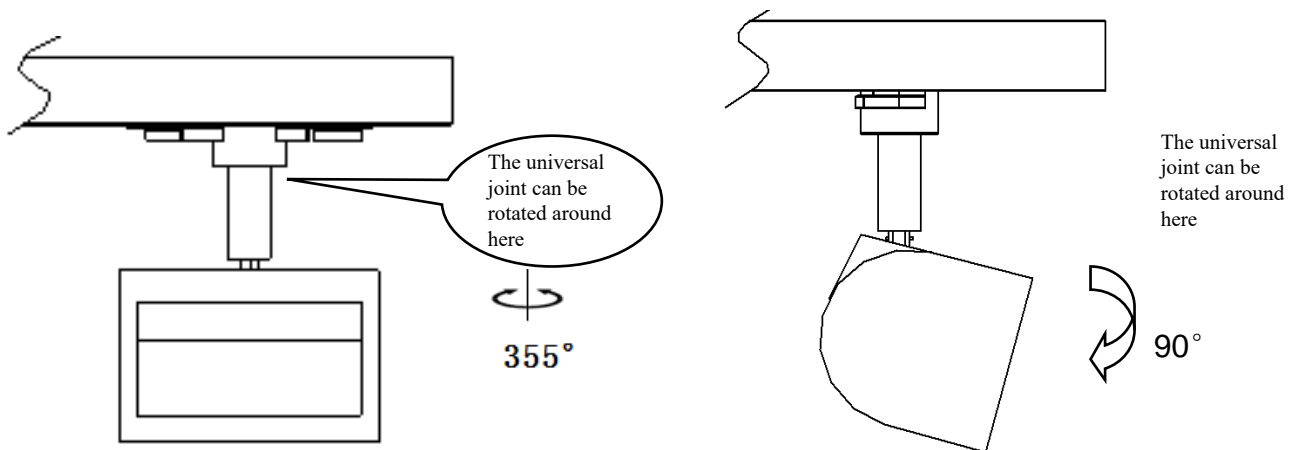 The universal
joint can be
rotated around
here
355°
The universal
joint can be
rotated around
here
90°